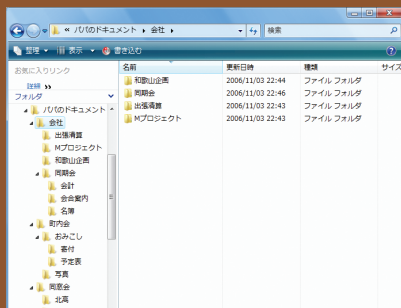 « パパのドキュメント ▸ 会社 ▸
検索
整理 ▾ 表示 ▾ 書き込む
お気に入りリンク
詳細 »
フォルダ
パパのドキュメント
会社
出張清算
Mプロジェクト
和歌山企画
同期会
会計
会合案内
名簿
町内会
おみこし
寄付
予定表
写真
同窓会
北高
名前 更新日時 種類 サイズ
和歌山企画 2006/11/03 22:44 ファイル フォルダ
同期会 2006/11/03 22:46 ファイル フォルダ
出張清算 2006/11/03 22:43 ファイル フォルダ
Mプロジェクト 2006/11/03 22:43 ファイル フォルダ